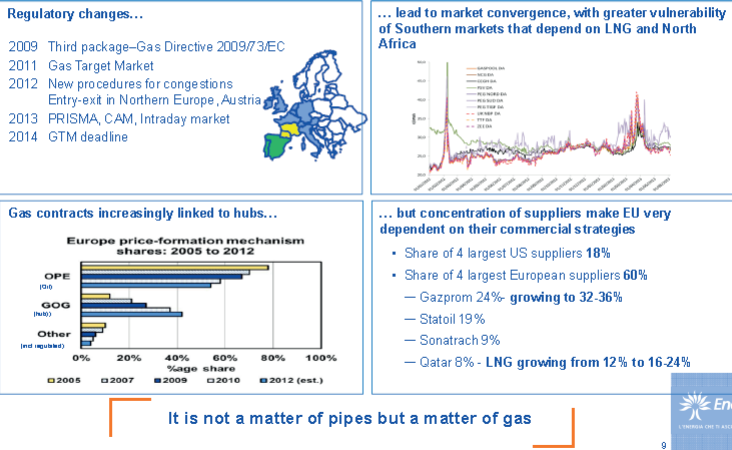 Regulatory changes…
2009 Third package–Gas Directive 2009/73/EC
2011 Gas Target Market
2012 New procedures for congestions
Entry-exit in Northern Europe, Austria
2013 PRISMA, CAM, Intraday market
2014 GTM deadline
… lead to market convergence, with greater vulnerability
of Southern markets that depend on LNG and North
Africa
Gas contracts increasingly linked to hubs…
Europe price-formation mechanism
shares: 2005 to 2012
OPE
(Oil)
GOG
(hub)
Other
(incl regulated)
0% 20% 40% 60% 80% 100%
%age share
2005 2007 2009 2010 2012 (est.)
… but concentration of suppliers make EU very
dependent on their commercial strategies
• Share of 4 largest US suppliers 18%
• Share of 4 largest European suppliers 60%
— Gazprom 24%- growing to 32-36%
— Statoil 19%
— Sonatrach 9%
— Qatar 8% - LNG growing from 12% to 16-24%
It is not a matter of pipes but a matter of gas
Ene
L'ENERGIA CHE TI ASC
9